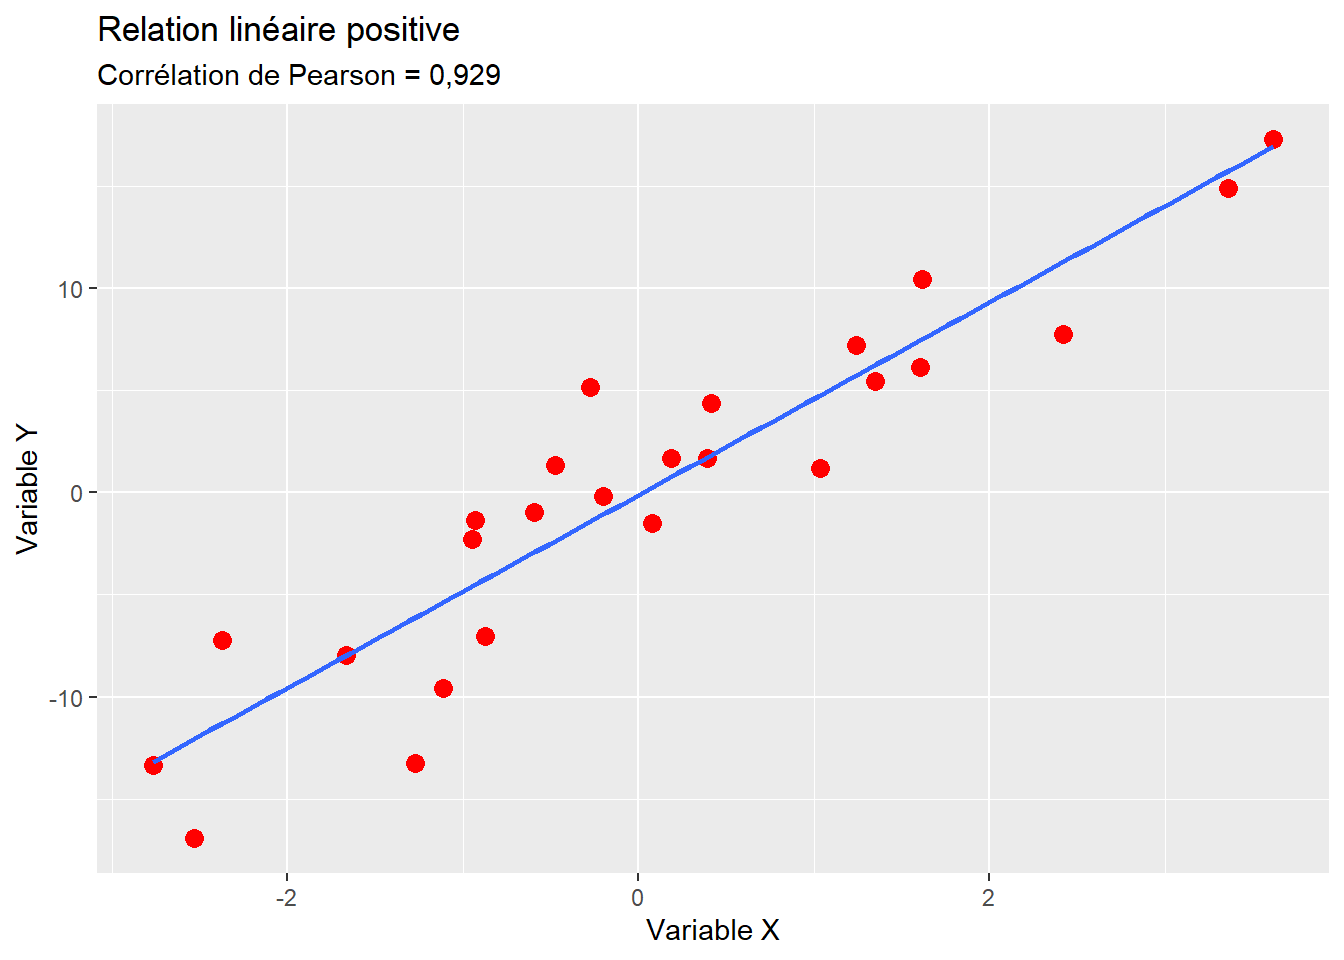 Relation linéaire positive
Corrélation de Pearson = 0,929
Variable Y
10
0
-10
-2
0
2
Variable X